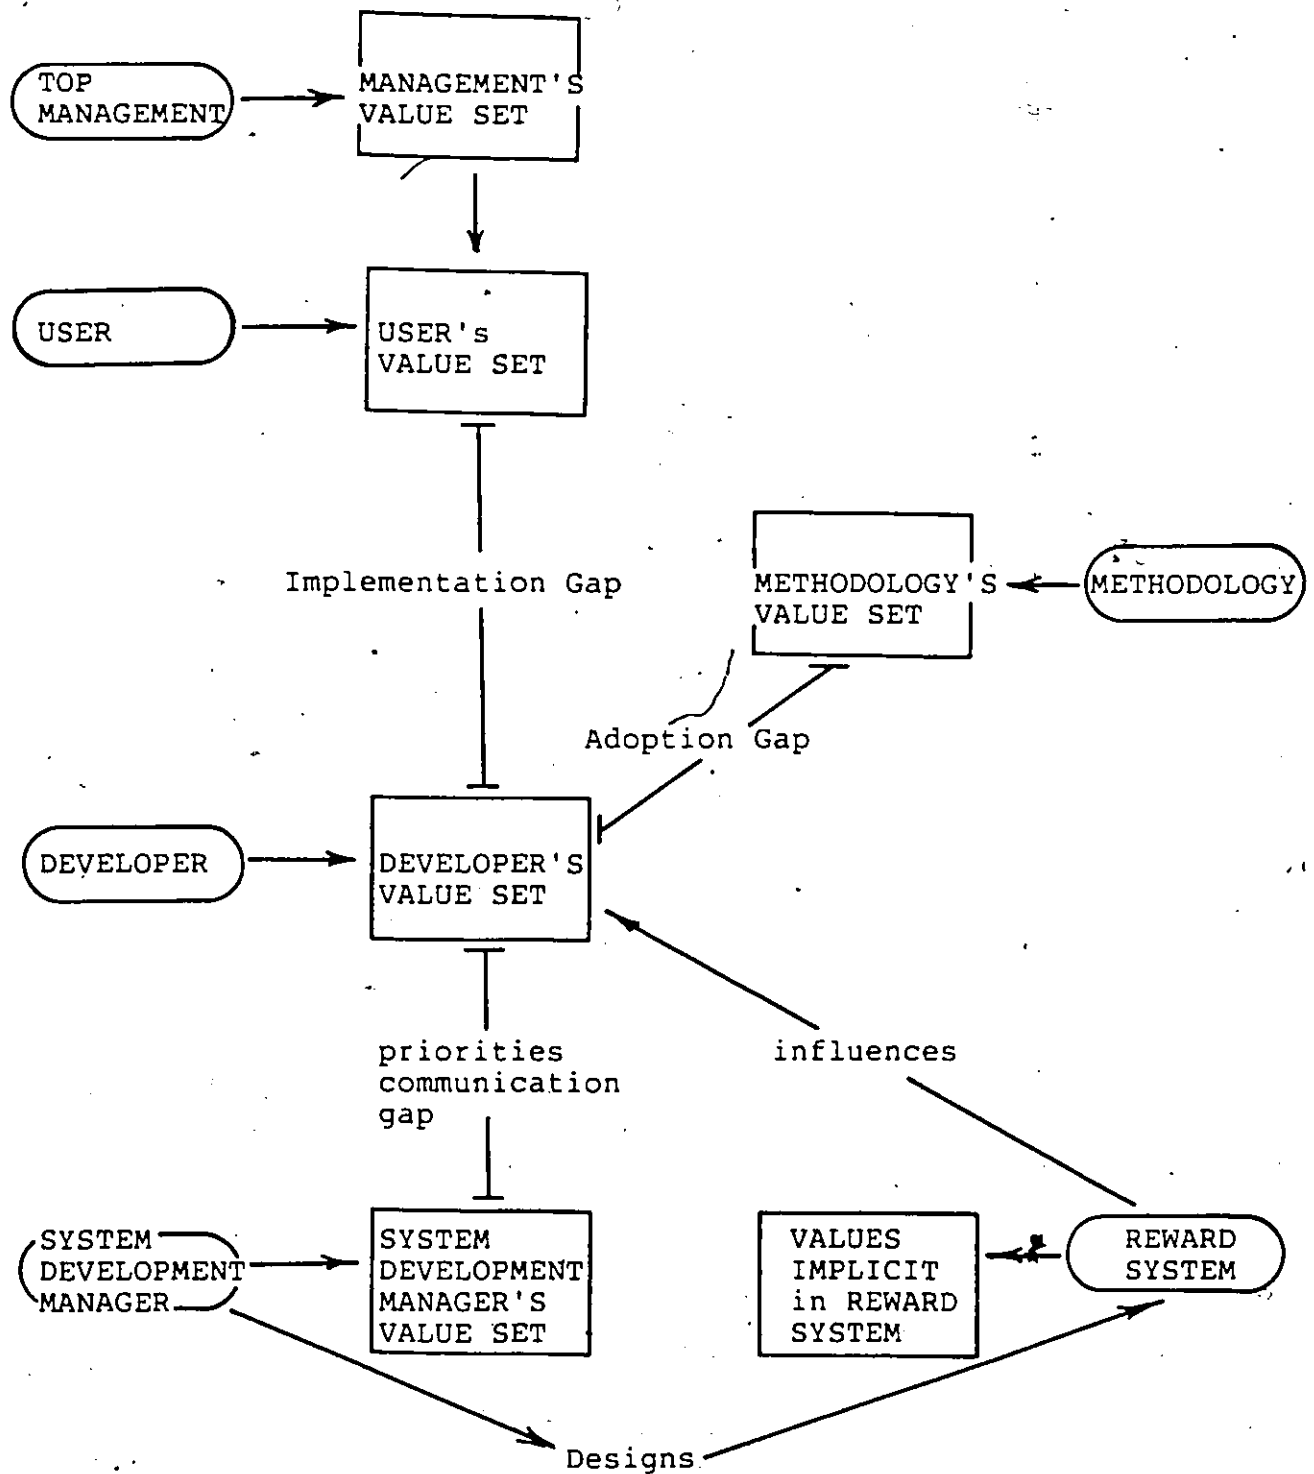 TOP
MANAGEMENT
MANAGEMENT'S
VALUE SET
USER
USER's
VALUE SET
Implementation Gap
METHODOLOGY'S
VALUE SET
METHODOLOGY
Adoption Gap
DEVELOPER
DEVELOPER'S
VALUE SET
priorities
communication
gap
influences
SYSTEM
DEVELOPMENT
MANAGER
SYSTEM
DEVELOPMENT
MANAGER'S
VALUE SET
VALUES
IMPLICIT
in REWARD
SYSTEM
REWARD
SYSTEM
Designs